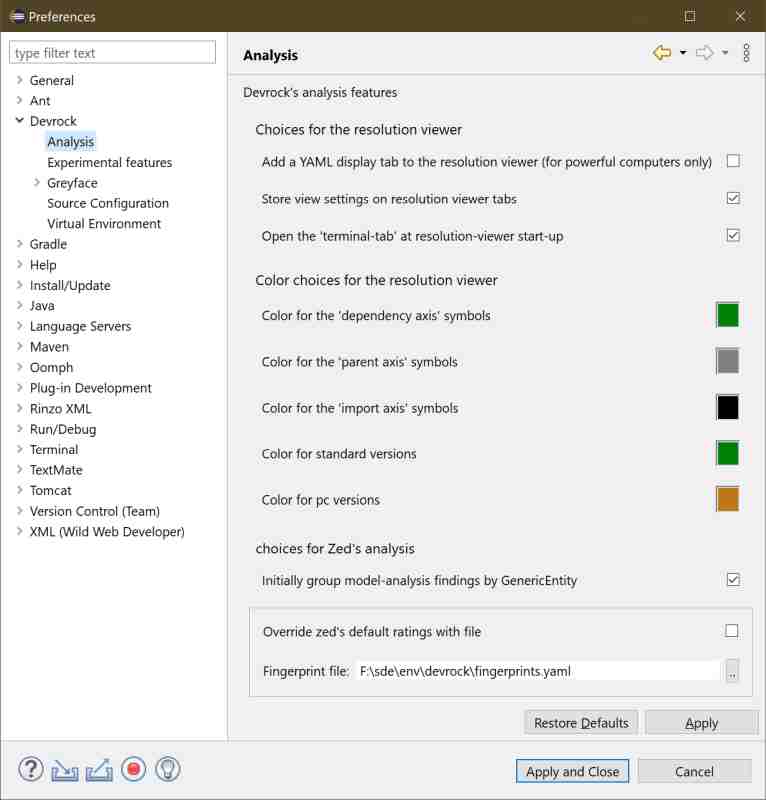 Preferences
type filter text
General
Ant
Devrock
Analysis
Experimental features
Greyface
Source Configuration
Virtual Environment
Gradle
Help
Install/Update
Java
Language Servers
Maven
Oomph
Plug-in Development
Rinzo XML
Run/Debug
Terminal
TextMate
Tomcat
Version Control (Team)
XML (Wild Web Developer)
Analysis
Devrock's analysis features
Choices for the resolution viewer
Add a YAML display tab to the resolution viewer (for powerful computers only)
Store view settings on resolution viewer tabs
Open the 'terminal-tab' at resolution-viewer start-up
Color choices for the resolution viewer
Color for the 'dependency axis' symbols
Color for the 'parent axis' symbols
Color for the 'import axis' symbols
Color for standard versions
Color for pc versions
choices for Zed's analysis
Initially group model-analysis findings by GenericEntity
Override zed's default ratings with file
Fingerprint file: F:\sde\env\devrock\fingerprints.yaml ..
Restore Defaults Apply
Apply and Close Cancel